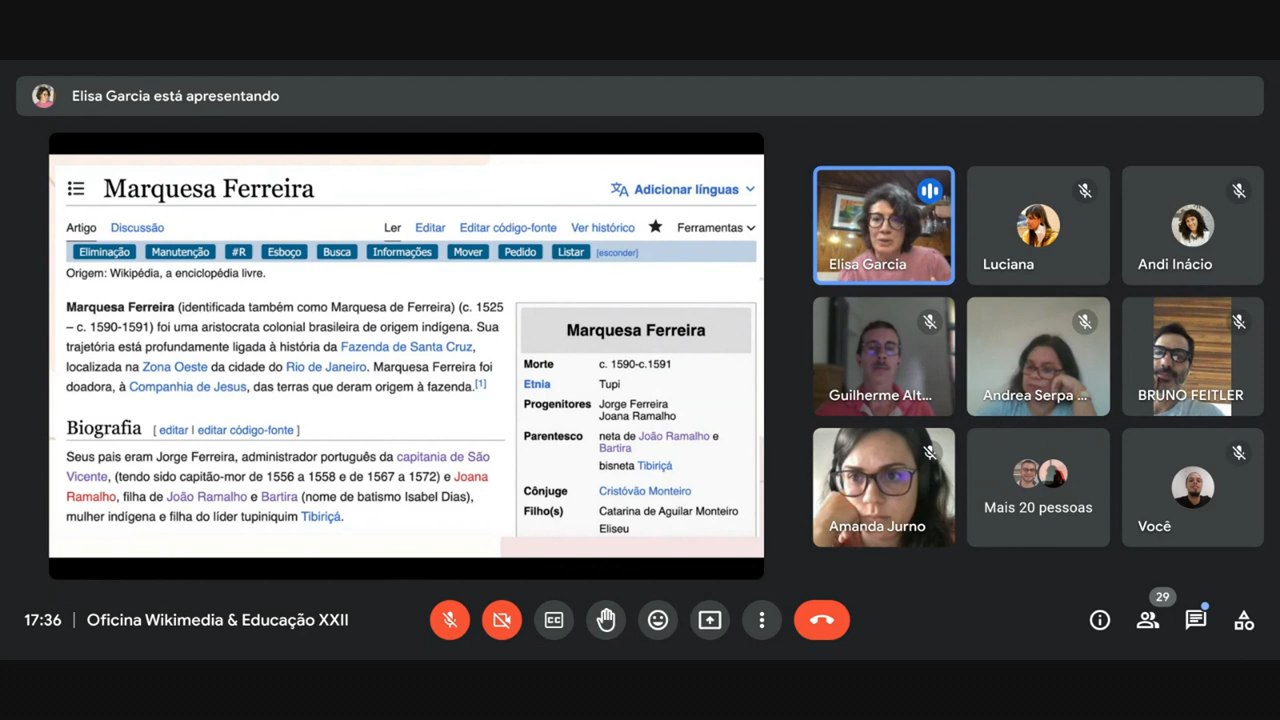 Elisa Garcia está apresentando
Marquesa Ferreira
Adicionar línguas
Artigo Discussão Ler Editar Editar código-fonte Ver histórico Ferramentas
Eliminação Manutenção #R Esboço Busca Informações Mover Pedido Listar [esconder]
Origem: Wikipédia, a enciclopédia livre.
Marquesa Ferreira (identificada também como Marquesa de Ferreira) (c. 1525
– c. 1590-1591) foi uma aristocrata colonial brasileira de origem indígena. Sua
trajetória está profundamente ligada à história da Fazenda de Santa Cruz,
localizada na Zona Oeste da cidade do Rio de Janeiro. Marquesa Ferreira foi
doadora, à Companhia de Jesus, das terras que deram origem à fazenda.[1]
Biografia [ editar | editar código-fonte ]
Seus pais eram Jorge Ferreira, administrador português da capitania de São
Vicente, (tendo sido capitão-mor de 1556 a 1558 e de 1567 a 1572) e Joana
Ramalho, filha de João Ramalho e Bartira (nome de batismo Isabel Dias),
mulher indígena e filha do líder tupiniquim Tibiriçá.
Marquesa Ferreira
Morte c. 1590-c.1591
Etnia Tupi
Progenitores Jorge Ferreira
Joana Ramalho
Parentesco neta de João Ramalho e
Bartira
bisneta Tibiriçá
Cônjuge Cristóvão Monteiro
Filho(s) Catarina de Aguilar Monteiro
Eliseu
Elisa Garcia
Luciana
Andi Inácio
Guilherme Alt...
Andrea Serpa ...
BRUNO FEITLER
Amanda Jurno
Mais 20 pessoas
Você
17:36 | Oficina Wikimedia & Educação XXII
CC
29